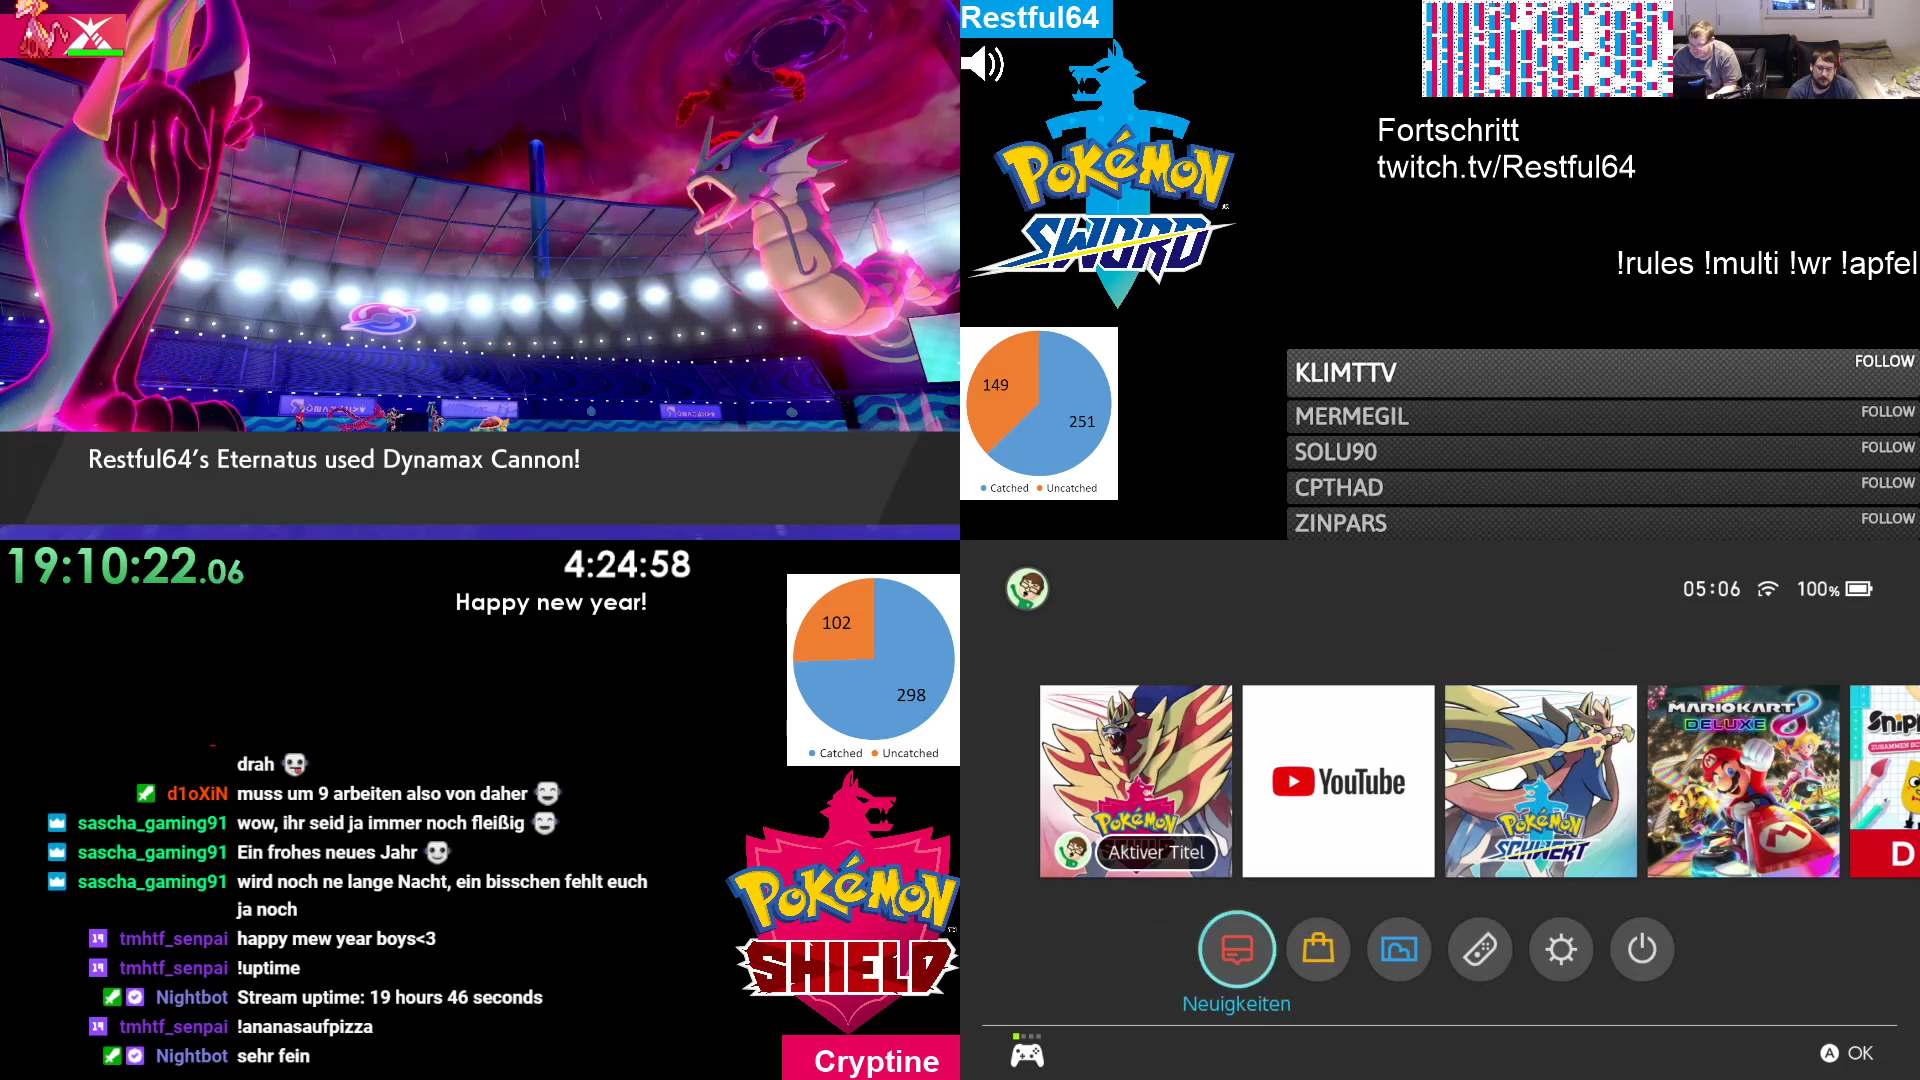 Restful64
POKÉMON
SWORD
Fortschritt
twitch.tv/Restful64
!rules !multi !wr !apfel
149
251
Catched Uncatched
KLIMTTV FOLLOW
MERMEGIL FOLLOW
SOLU90 FOLLOW
CPTHAD FOLLOW
ZINPARS FOLLOW
Restful64's Eternatus used Dynamax Cannon!
19:10:22.06
4:24:58
Happy new year!
102
298
Catched Uncatched
drah
d1oXiN muss um 9 arbeiten also von daher
sascha_gaming91 wow, ihr seid ja immer noch fleißig
sascha_gaming91 Ein frohes neues Jahr
sascha_gaming91 wird noch ne lange Nacht, ein bisschen fehlt euch
ja noch
19 tmhtf_senpai happy mew year boys<3
19 tmhtf_senpai !uptime
Nightbot Stream uptime: 19 hours 46 seconds
19 tmhtf_senpai !ananasaufpizza
Nightbot sehr fein
POKÉMON
SHIELD
Cryptine
05:06 100%
POKÉMON
Aktiver Titel
YouTube
POKÉMON
SCHWERT
MARIOKART 8
DELUXE
Snip
D
Neuigkeiten
A OK